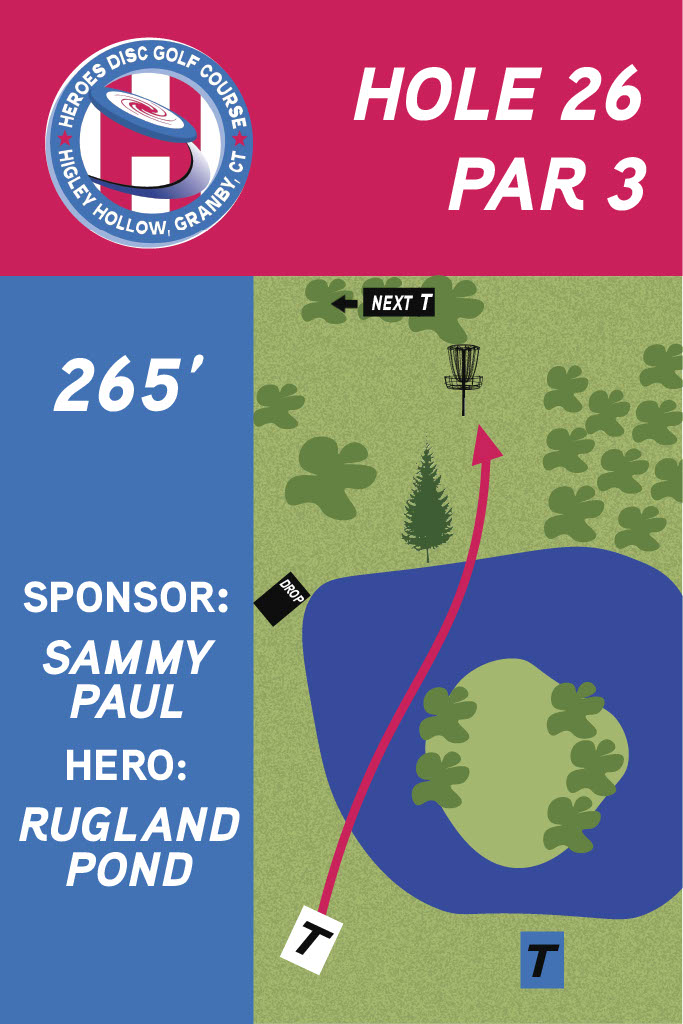 HEROES DISC GOLF COURSE
HIGLEY HOLLOW, GRANBY, CT
H
HOLE 26
PAR 3
265’
SPONSOR:
SAMMY
PAUL
HERO:
RUGLAND
POND
NEXT T
DROP
T
T